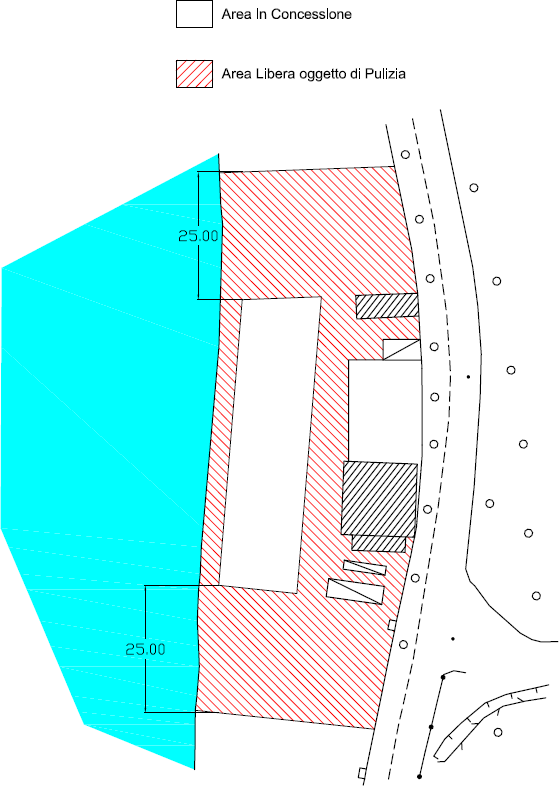 Area In Concessione
Area Libera oggetto di Pulizia
25.00
25.00